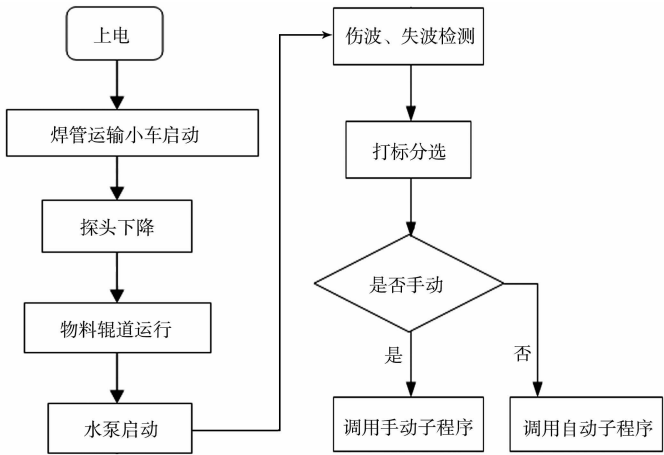 上电
焊管运输小车启动
探头下降
物料辊道运行
水泵启动
伤波、失波检测
打标分选
是否手动
是
否
调用手动子程序
调用自动子程序